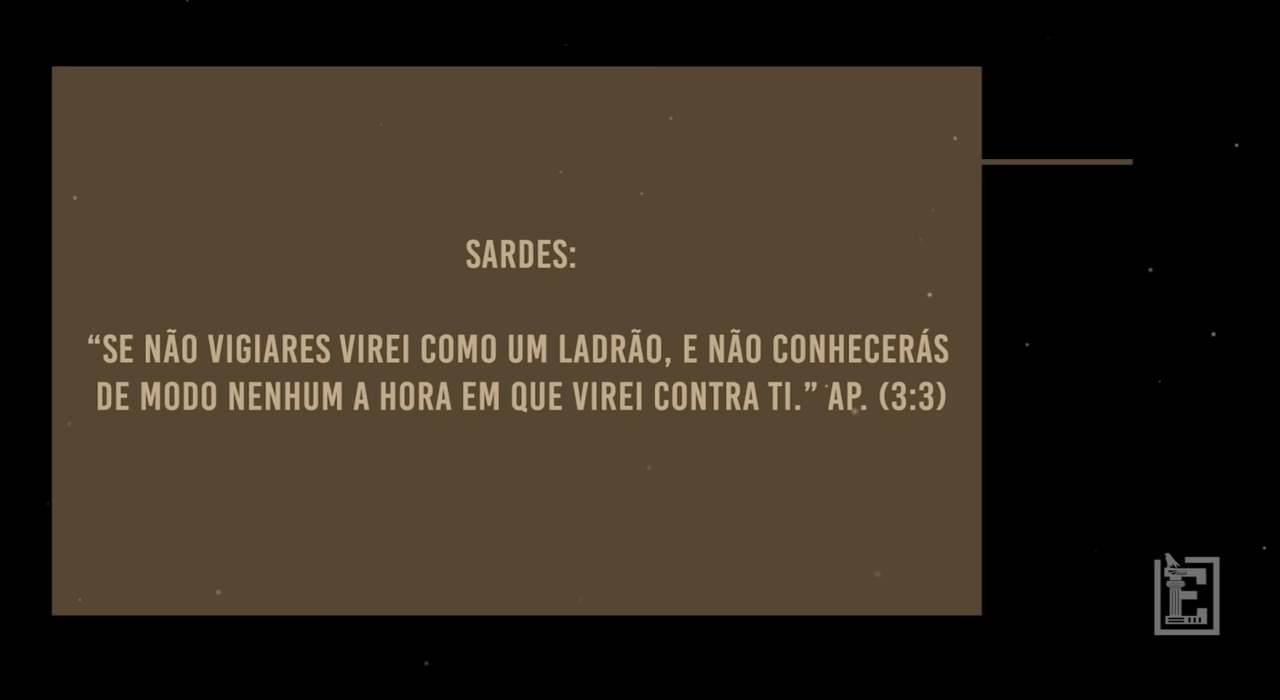 SARDES:
“SE NÃO VIGIARES VIREI COMO UM LADRÃO, E NÃO CONHECERÁS
DE MODO NENHUM A HORA EM QUE VIREI CONTRA TI.” AP. (3:3)
E